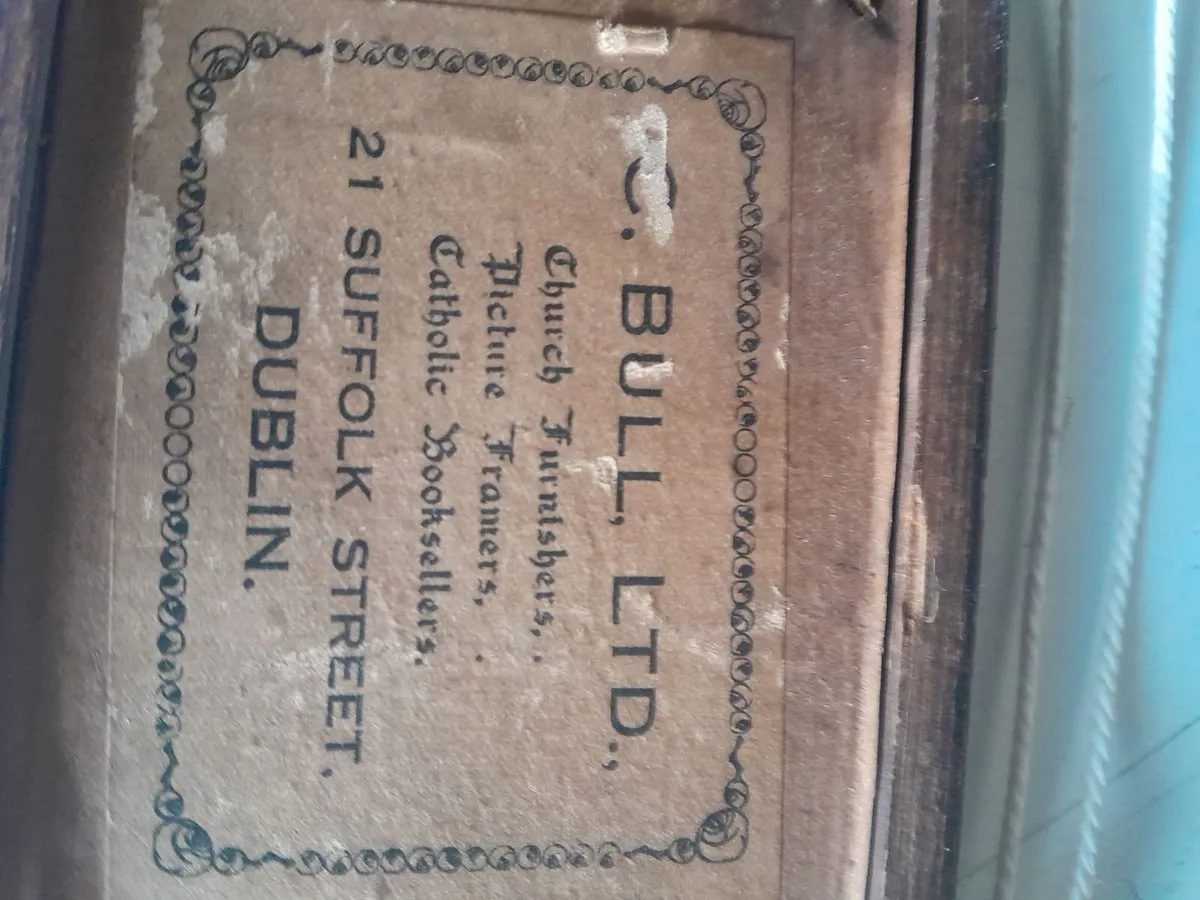 C. BULL, LTD.,
Church Furnishers, .
Picture Framers, .
Catholic Booksellers.
21 SUFFOLK STREET,
DUBLIN.